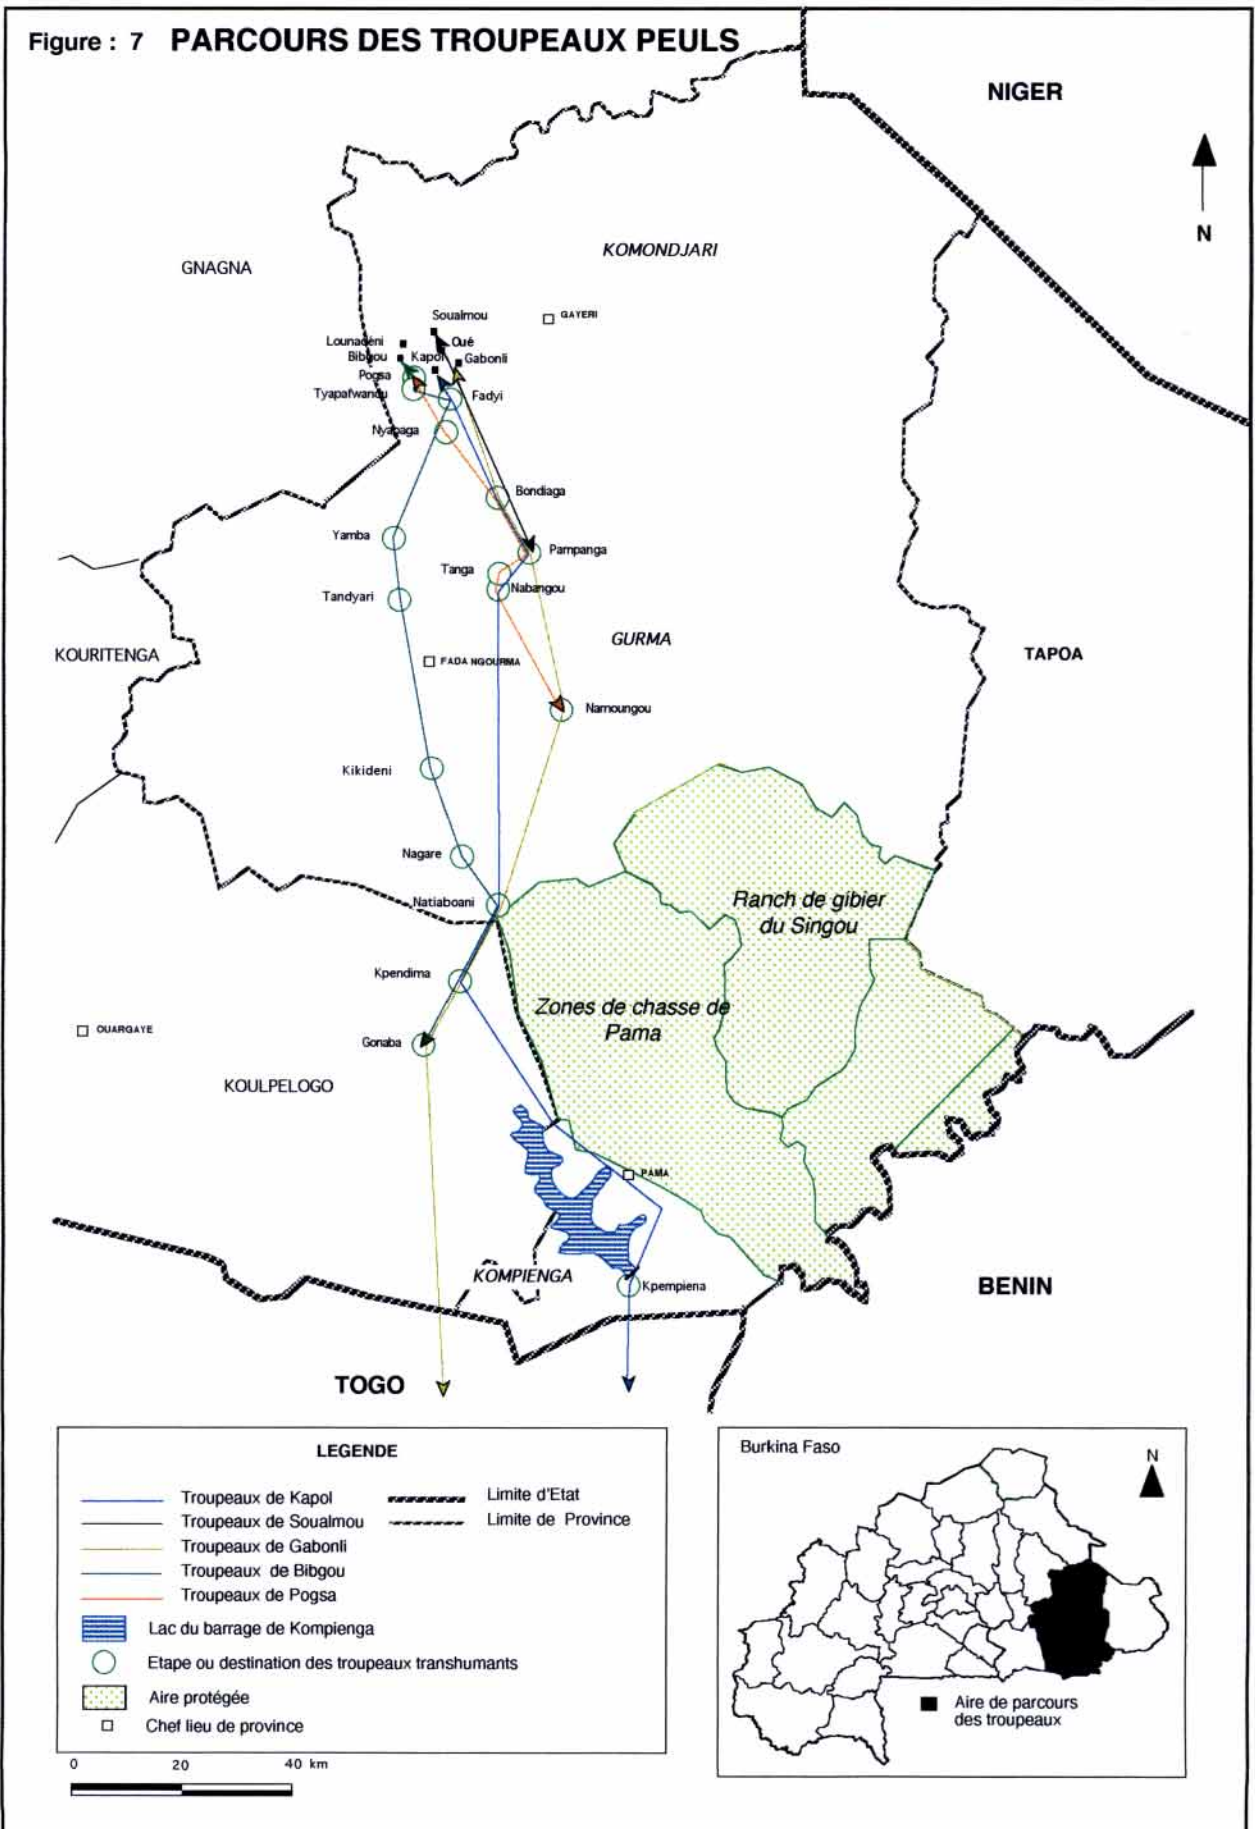 Figure : 7 PARCOURS DES TROUPEAUX PEULS
NIGER
N
KOMONDJARI
GNAGNA
Soualmou
GAYERI
Lounadéni
Oué
Bibgou
Kapol
Gabonli
Pogsa
Tyapalwandu
Fadyi
Nyabaga
Bondiaga
Yamba
Pampanga
Tanga
Nabangou
Tandyari
GURMA
KOURITENGA
FADA NGOURMA
TAPOA
Namoungou
Kikideni
Nagare
Natiaboani
Ranch de gibier
du Singou
Kpendima
Zones de chasse de
Pama
OUARGAYE
Gonaba
KOULPELOGO
PAMA
KOMPIENGA
Kpempiena
BENIN
TOGO
LEGENDE
Troupeaux de Kapol
Limite d'Etat
Troupeaux de Soualmou
Limite de Province
Troupeaux de Gabonli
Troupeaux de Bibgou
Troupeaux de Pogsa
Lac du barrage de Kompienga
Etape ou destination des troupeaux transhumants
Aire protégée
Chef lieu de province
0 20 40 km
Burkina Faso
N
Aire de parcours
des troupeaux